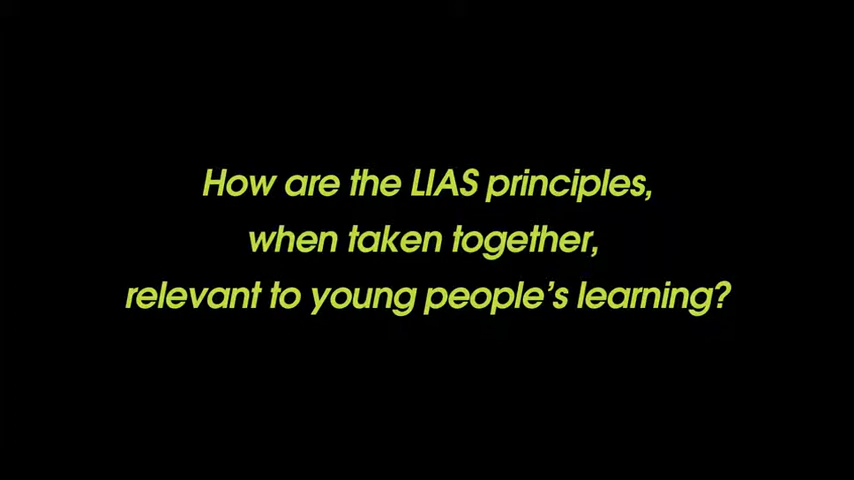 How are the LIAS principles,
when taken together,
relevant to young people’s learning?